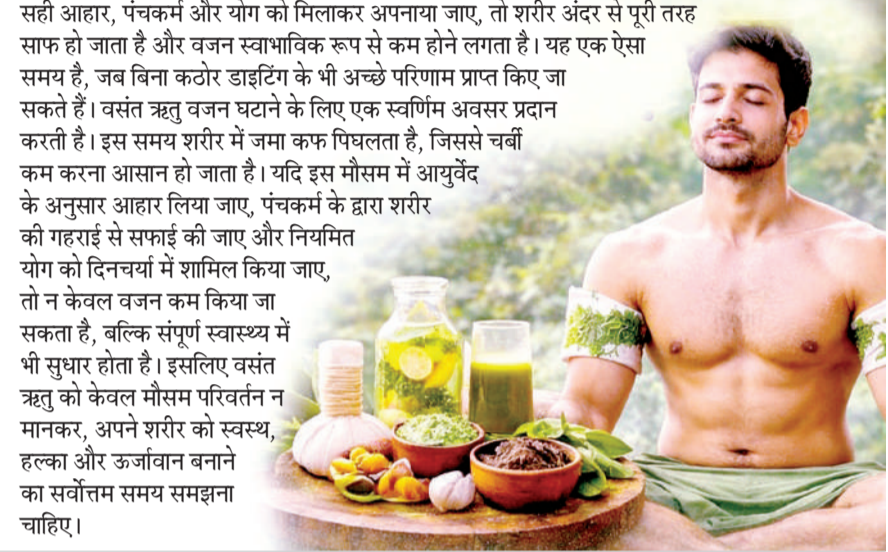 सही आहार, पंचकर्म और योग को मिलाकर अपनाया जाए, तो शरीर अंदर से पूरी तरह
साफ हो जाता है और वजन स्वाभाविक रूप से कम होने लगता है। यह एक ऐसा
समय है, जब बिना कठोर डाइटिंग के भी अच्छे परिणाम प्राप्त किए जा
सकते हैं। वसंत ऋतु वजन घटाने के लिए एक स्वर्णिम अवसर प्रदान
करती है। इस समय शरीर में जमा कफ पिघलता है, जिससे चर्बी
कम करना आसान हो जाता है। यदि इस मौसम में आयुर्वेद
के अनुसार आहार लिया जाए, पंचकर्म के द्वारा शरीर
की गहराई से सफाई की जाए और नियमित
योग को दिनचर्या में शामिल किया जाए,
तो न केवल वजन कम किया जा
सकता है, बल्कि संपूर्ण स्वास्थ्य में
भी सुधार होता है। इसलिए वसंत
ऋतु को केवल मौसम परिवर्तन न
मानकर, अपने शरीर को स्वस्थ,
हल्का और ऊर्जावान बनाने
का सर्वोत्तम समय समझना
चाहिए।